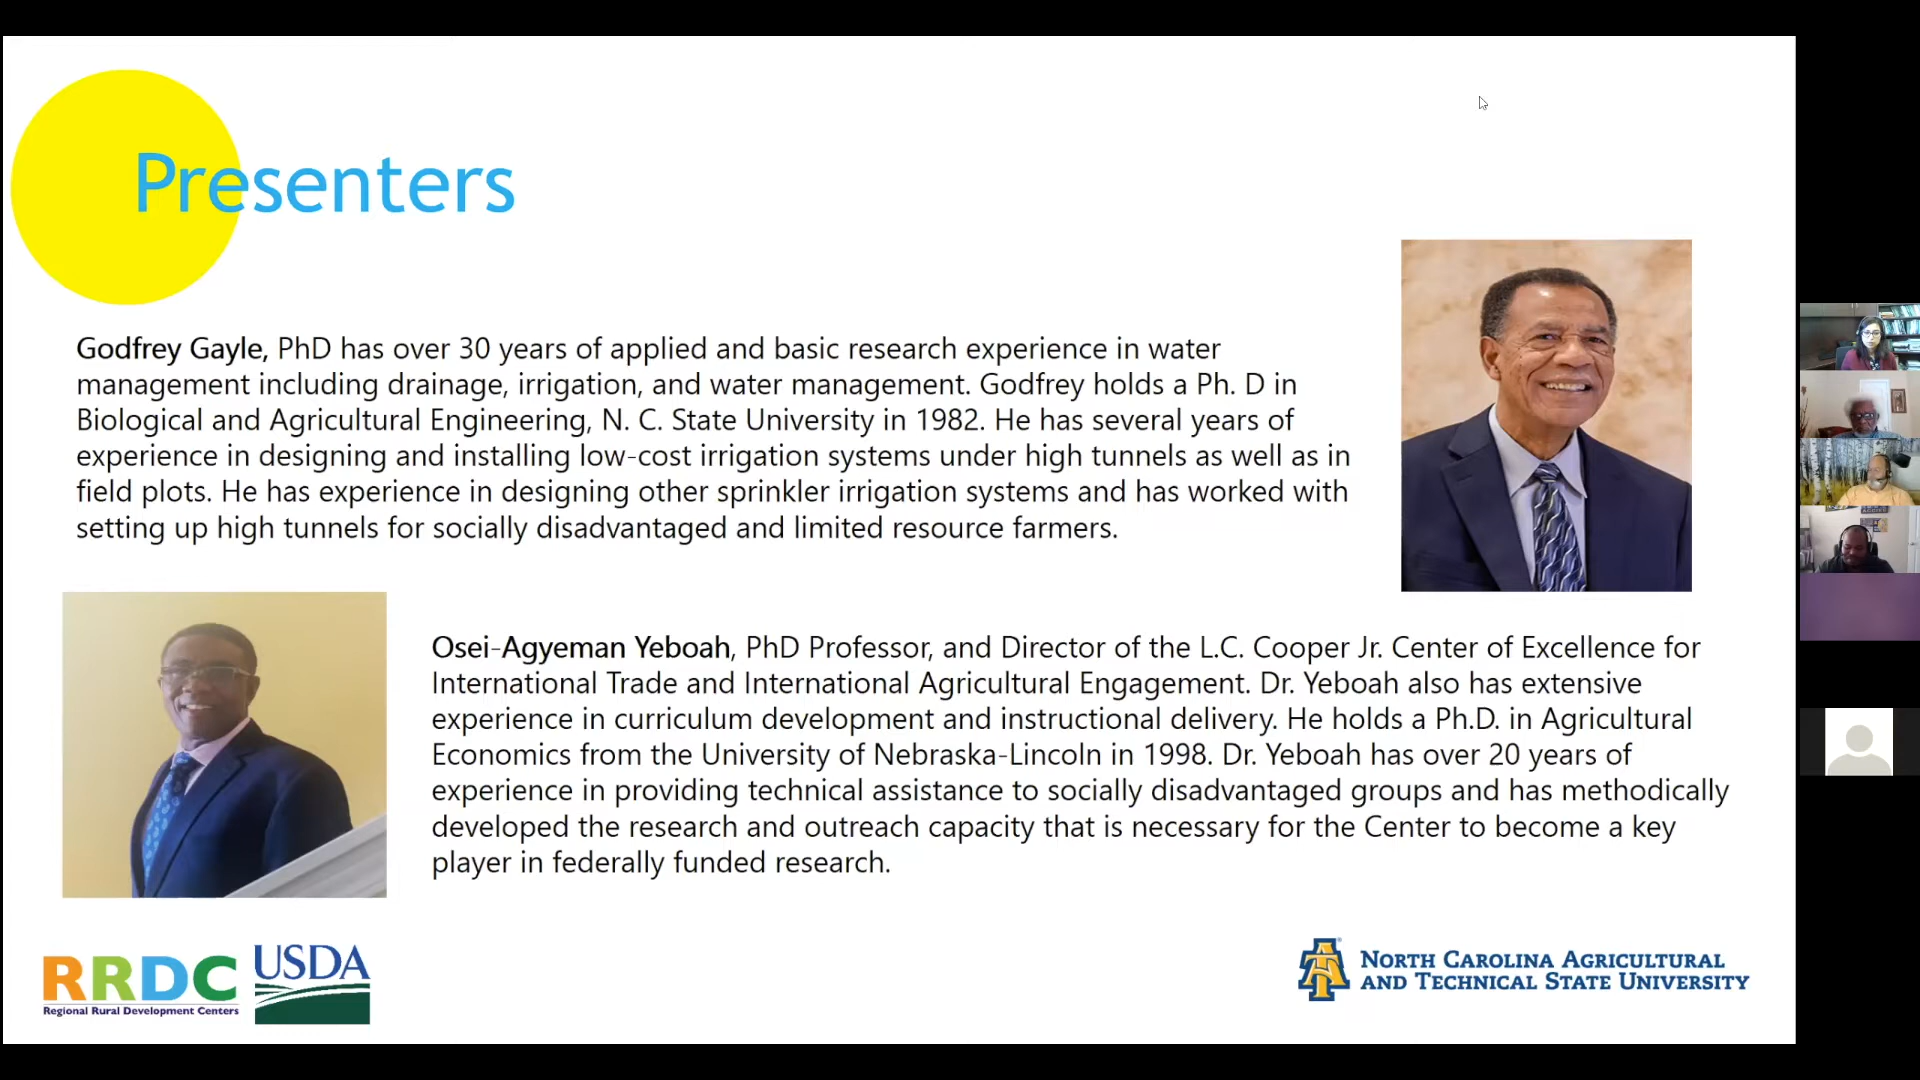 Presenters
Godfrey Gayle, PhD has over 30 years of applied and basic research experience in water
management including drainage, irrigation, and water management. Godfrey holds a Ph. D in
Biological and Agricultural Engineering, N. C. State University in 1982. He has several years of
experience in designing and installing low-cost irrigation systems under high tunnels as well as in
field plots. He has experience in designing other sprinkler irrigation systems and has worked with
setting up high tunnels for socially disadvantaged and limited resource farmers.
Osei-Agyeman Yeboah, PhD Professor, and Director of the L.C. Cooper Jr. Center of Excellence for
International Trade and International Agricultural Engagement. Dr. Yeboah also has extensive
experience in curriculum development and instructional delivery. He holds a Ph.D. in Agricultural
Economics from the University of Nebraska-Lincoln in 1998. Dr. Yeboah has over 20 years of
experience in providing technical assistance to socially disadvantaged groups and has methodically
developed the research and outreach capacity that is necessary for the Center to become a key
player in federally funded research.
RRDC
Regional Rural Development Centers
USDA
AT
NORTH CAROLINA AGRICULTURAL
AND TECHNICAL STATE UNIVERSITY